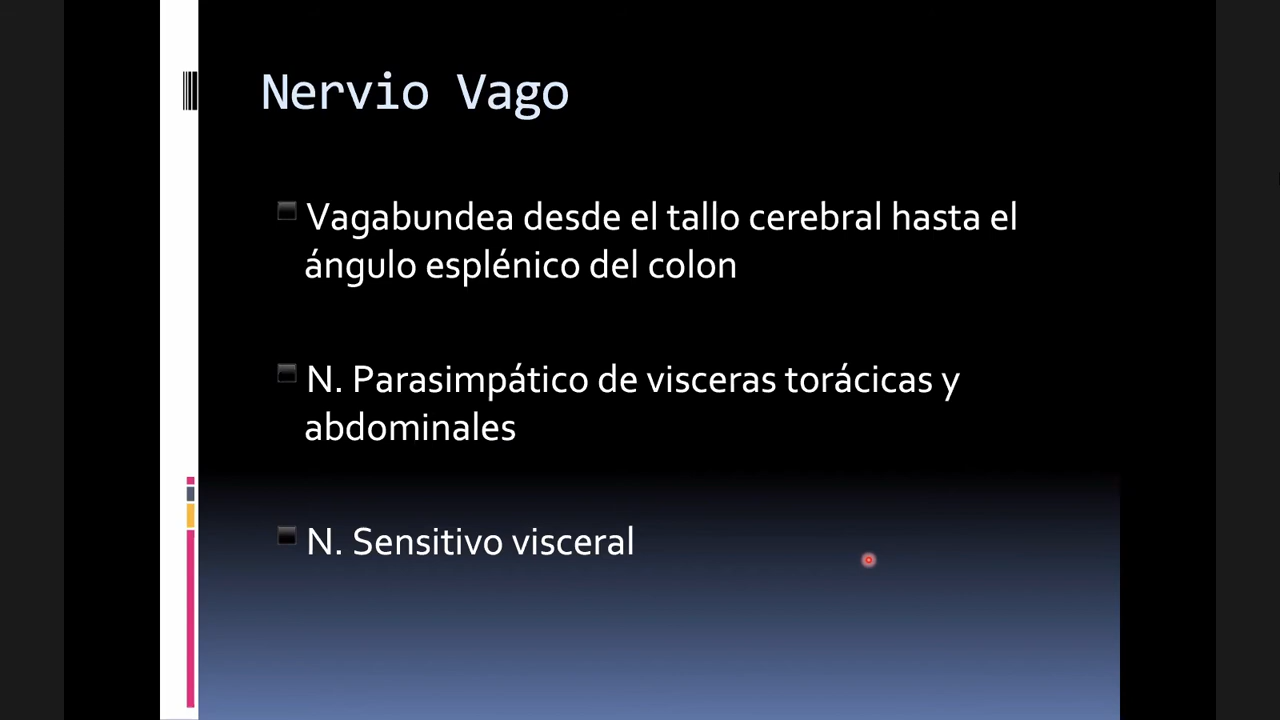 Nervio Vago
Vagabundea desde el tallo cerebral hasta el
ángulo esplénico del colon
N. Parasimpático de visceras torácicas y
abdominales
N. Sensitivo visceral